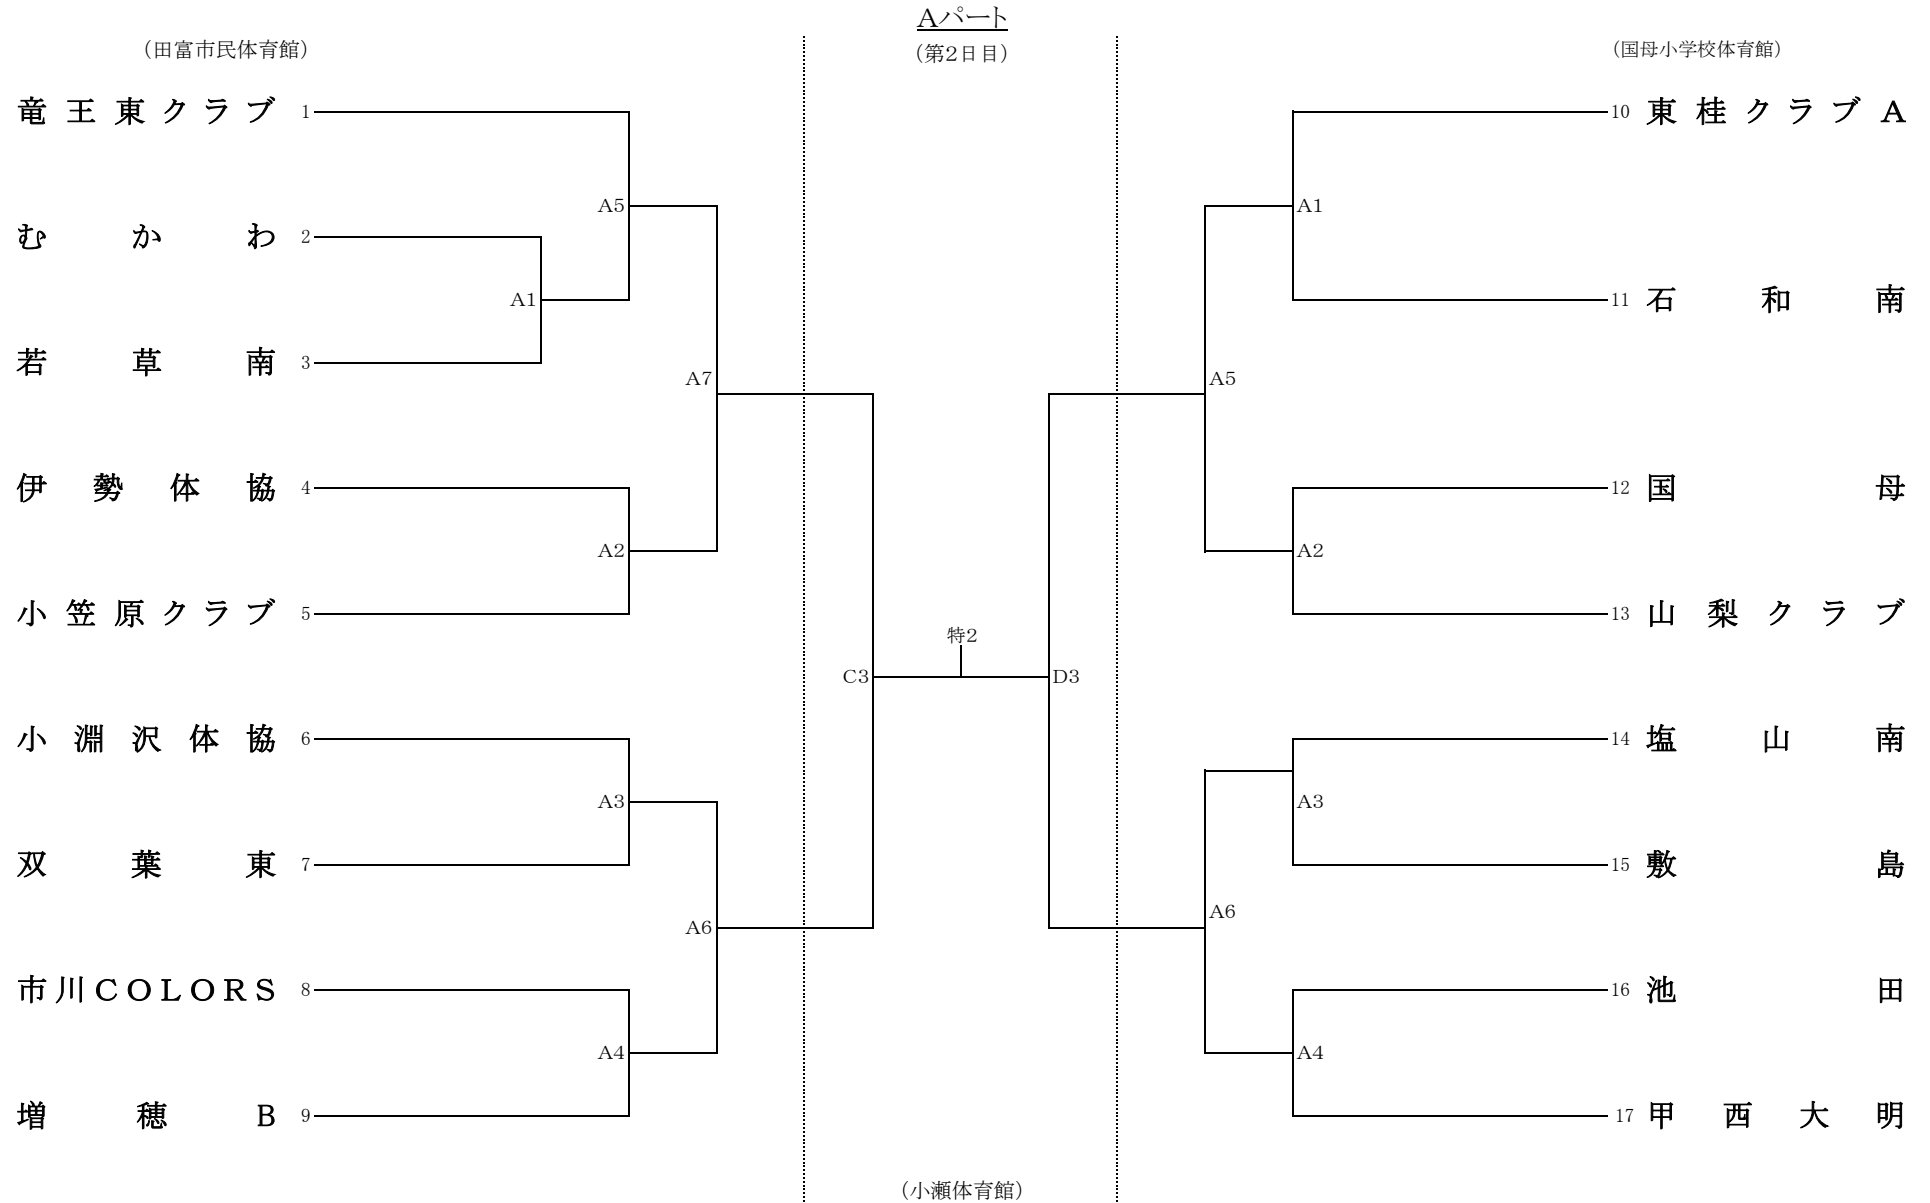 Aパート
(第2日目)
(田富市民体育館)
竜王東クラブ 1
むかわ 2
若草南 3
伊勢体協 4
小笠原クラブ 5
小淵沢体協 6
双葉東 7
市川COLORS 8
増穂B 9
A5
A1
A7
A2
A3
A6
A4
C3
特2
D3
(国母小学校体育館)
10 東桂クラブA
11 石和南
12 国母
13 山梨クラブ
14 塩山南
15 敷島
16 池田
17 甲西大明
A1
A5
A2
A3
A6
A4
(小瀬体育館)